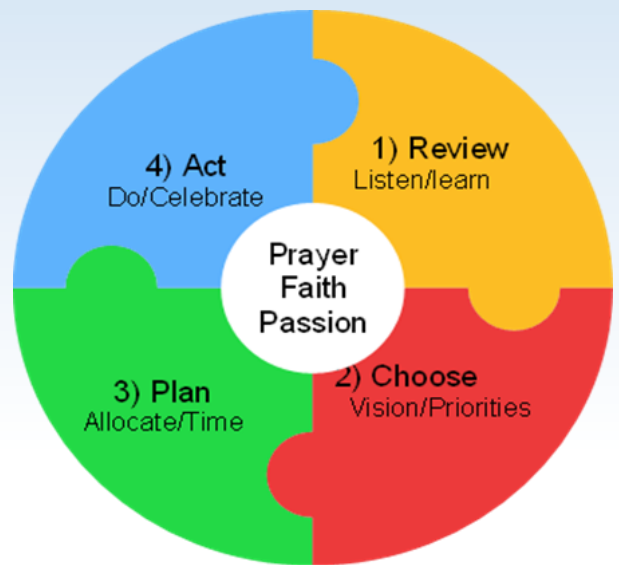 1) Review
Listen/learn
2) Choose
Vision/Priorities
3) Plan
Allocate/Time
4) Act
Do/Celebrate
Prayer
Faith
Passion